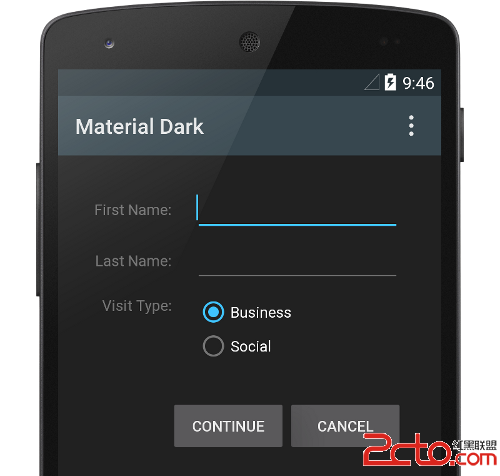 9:46
Material Dark
First Name:
Last Name:
Visit Type:
Business
Social
CONTINUE
CANCEL
红黑联盟
2cto.com